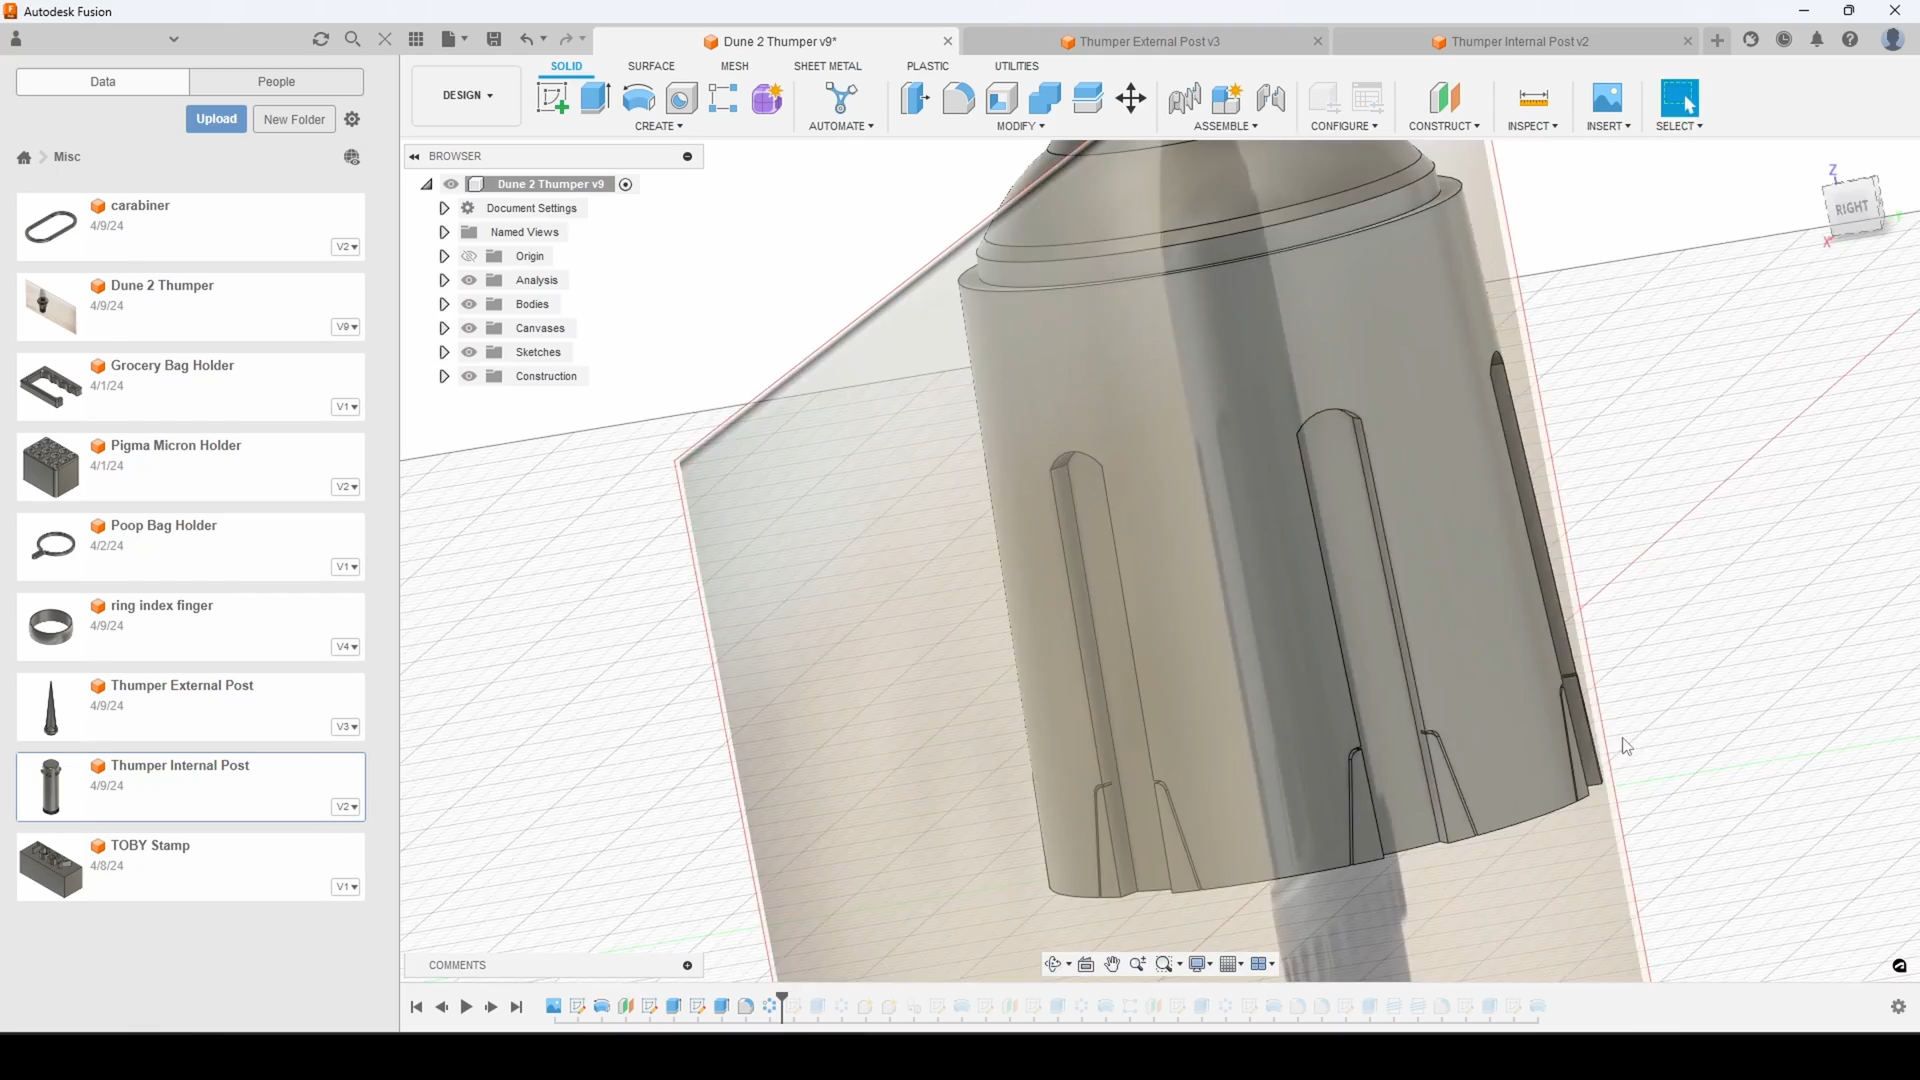 Autodesk Fusion
Dune 2 Thumper v9*
Thumper External Post v3
Thumper Internal Post v2
Data
People
Upload
New Folder
Misc
carabiner
4/9/24
V2
Dune 2 Thumper
4/9/24
V9
Grocery Bag Holder
4/1/24
V1
Pigma Micron Holder
4/1/24
V2
Poop Bag Holder
4/2/24
V1
ring index finger
4/9/24
V4
Thumper External Post
4/9/24
V3
Thumper Internal Post
4/9/24
V2
TOBY Stamp
4/8/24
V1
DESIGN
SOLID
SURFACE
MESH
SHEET METAL
PLASTIC
UTILITIES
CREATE
AUTOMATE
MODIFY
ASSEMBLE
CONFIGURE
CONSTRUCT
INSPECT
INSERT
SELECT
BROWSER
Dune 2 Thumper v9
Document Settings
Named Views
Origin
Analysis
Bodies
Canvases
Sketches
Construction
Z
RIGHT
Y
X
COMMENTS